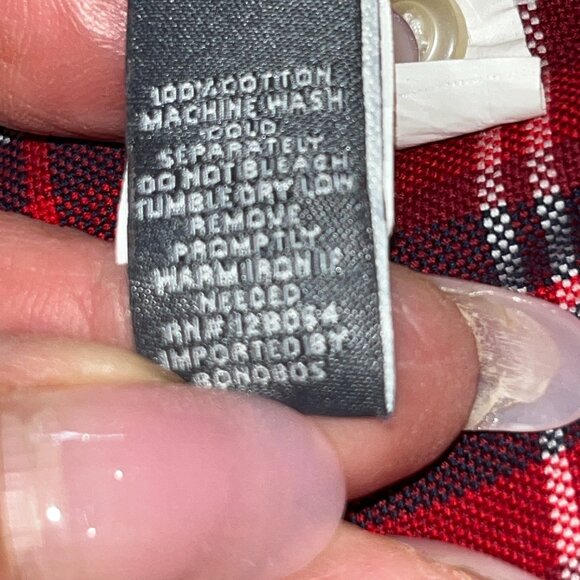 100% COTTON
MACHINE WASH
COLD
SEPARATELY
DO NOT BLEACH
TUMBLE DRY LOW
REMOVE
PROMPTLY
WARM IRON IF
NEEDED
RN# 128054
IMPORTED BY
BONOBOS